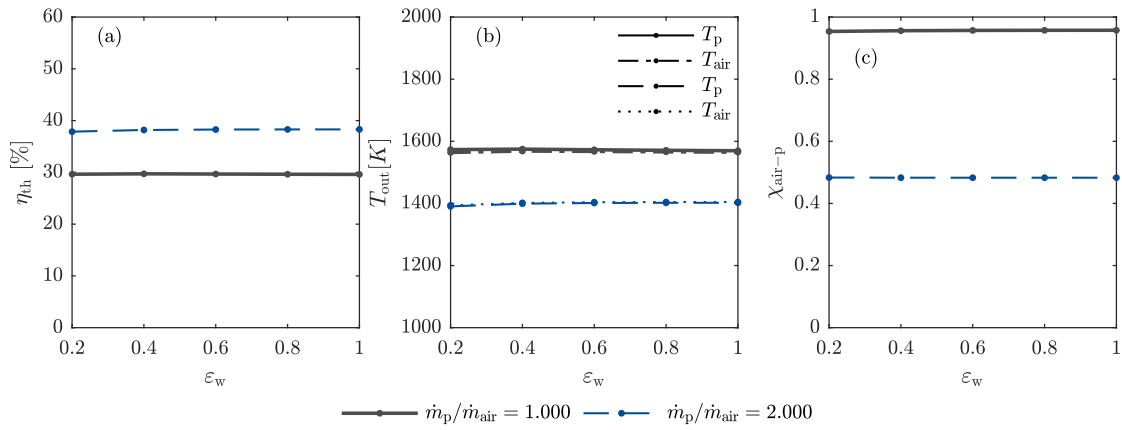 (a)
60
50
40
30
20
10
0
η_th [%]
0.2 0.4 0.6 0.8 1
ε_w
(b)
2000
1800
1600
1400
1200
1000
T_out [K]
T_p
T_air
T_p
T_air
0.2 0.4 0.6 0.8 1
ε_w
(c)
1
0.8
0.6
0.4
0.2
0
χ_air−p
0.2 0.4 0.6 0.8 1
ε_w
ṁ_p/ṁ_air = 1.000 ṁ_p/ṁ_air = 2.000